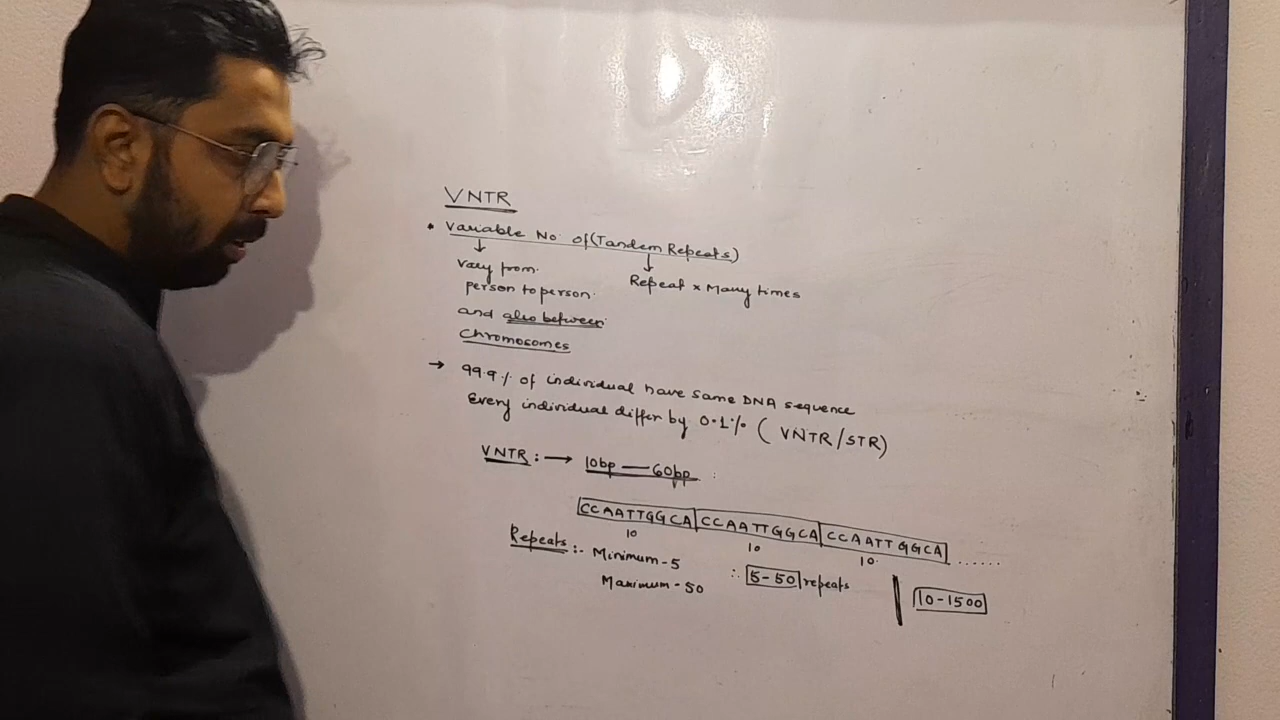 VNTR
• Variable No. of (Tandem Repeats)
↓ ↓
Vary from Repeat × Many times
person to person.
and also between
Chromosomes
→ 99.9% of individual have same DNA sequence
Every individual differ by 0.1% ( VNTR/STR)
VNTR :→ 10bp — 60bp
CCAATTGGCA CCAATTGGCA CCAATTGGCA ......
10 10 10
Repeats :- Minimum - 5
Maximum - 50 ∴ 5-50 repeats 10-1500